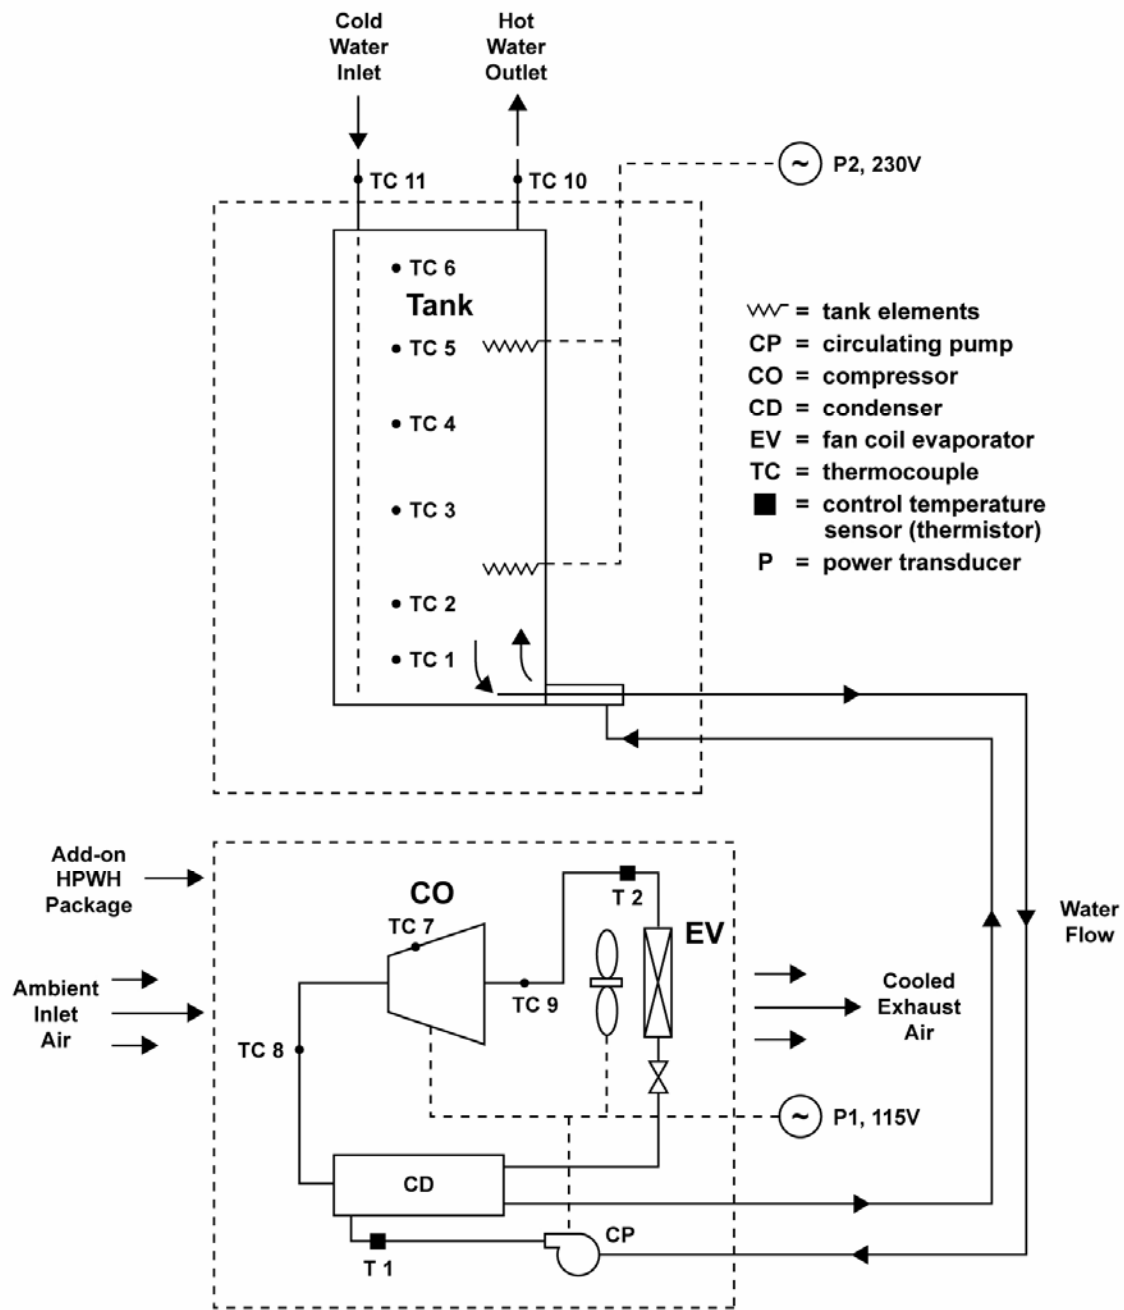 Cold
Water
Inlet
Hot
Water
Outlet
TC 11
TC 10
P2, 230V
TC 6
Tank
TC 5
TC 4
TC 3
TC 2
TC 1
= tank elements
CP = circulating pump
CO = compressor
CD = condenser
EV = fan coil evaporator
TC = thermocouple
= control temperature
sensor (thermistor)
P = power transducer
Add-on
HPWH
Package
CO
TC 7
T 2
EV
Water
Flow
Ambient
Inlet
Air
TC 9
Cooled
Exhaust
Air
TC 8
~ P1, 115V
CD
CP
T 1